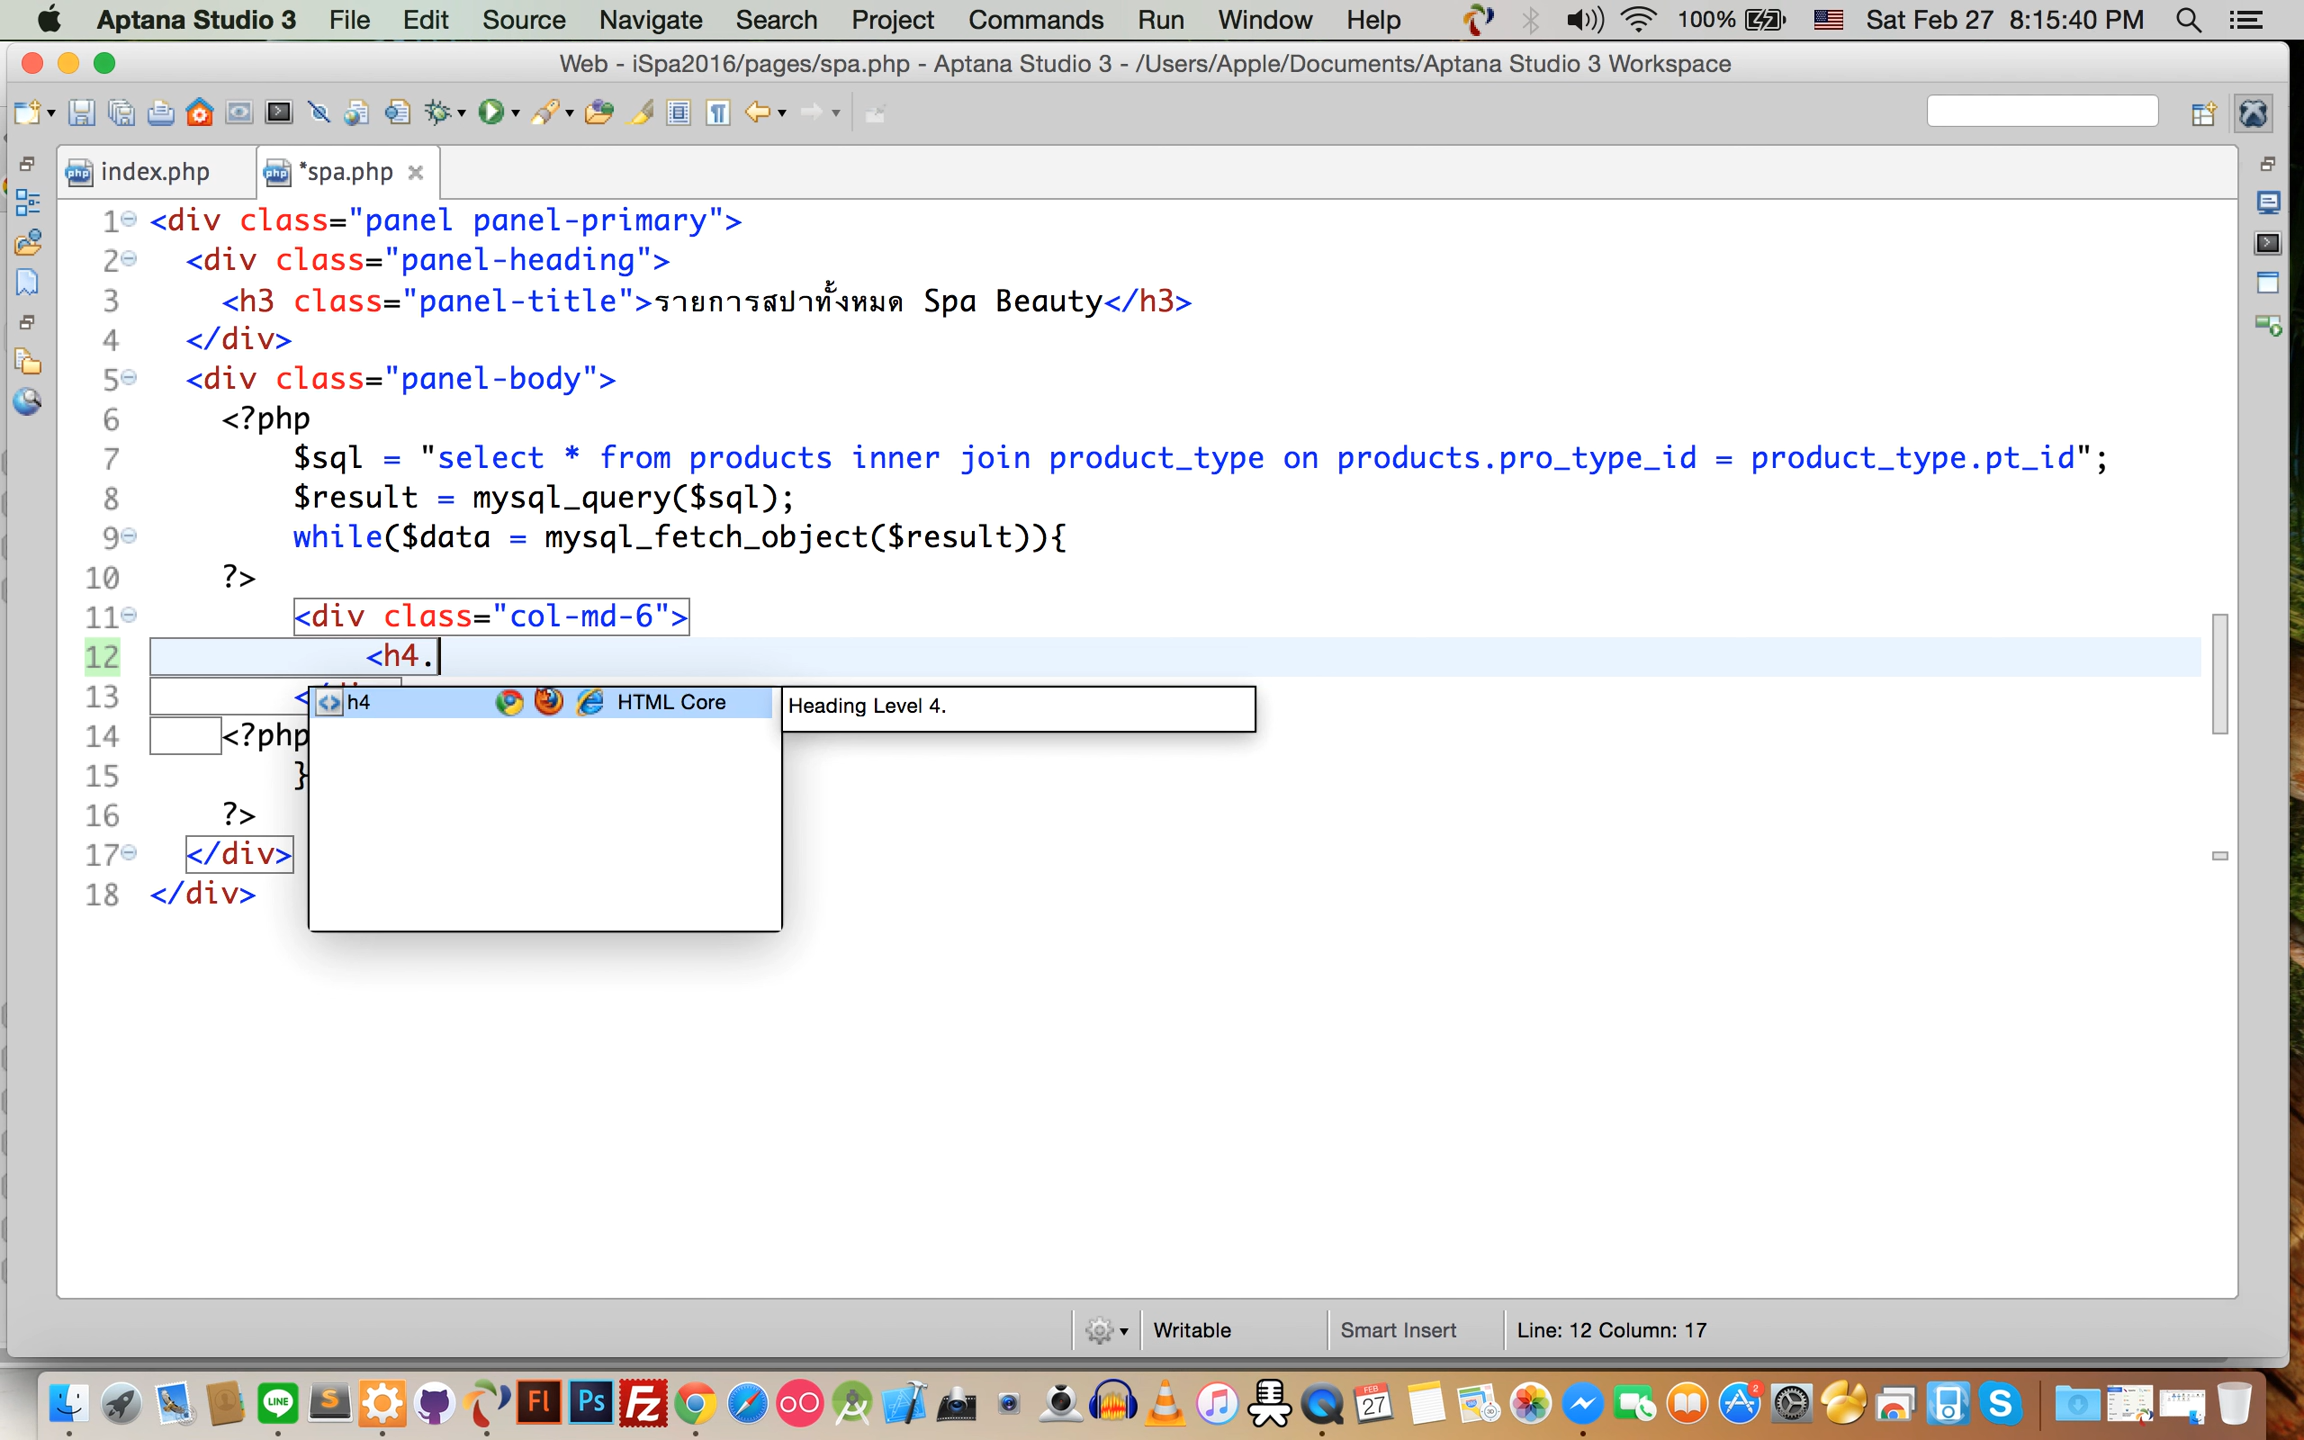 Aptana Studio 3 File Edit Source Navigate Search Project Commands Run Window Help 100% Sat Feb 27 8:15:40 PM
Web - iSpa2016/pages/spa.php - Aptana Studio 3 - /Users/Apple/Documents/Aptana Studio 3 Workspace
index.php *spa.php
1 <div class="panel panel-primary">
2 <div class="panel-heading">
3 <h3 class="panel-title">รายการสปาทั้งหมด Spa Beauty</h3>
4 </div>
5 <div class="panel-body">
6 <?php
7 $sql = "select * from products inner join product_type on products.pro_type_id = product_type.pt_id";
8 $result = mysql_query($sql);
9 while($data = mysql_fetch_object($result)){
10 ?>
11 <div class="col-md-6">
12 <h4.
13 <
h4 HTML Core Heading Level 4.
14 <?php
15 }
16 ?>
17 </div>
18 </div>
Writable Smart Insert Line: 12 Column: 17
LINE S Fl Ps Fz FEB 27 2 S